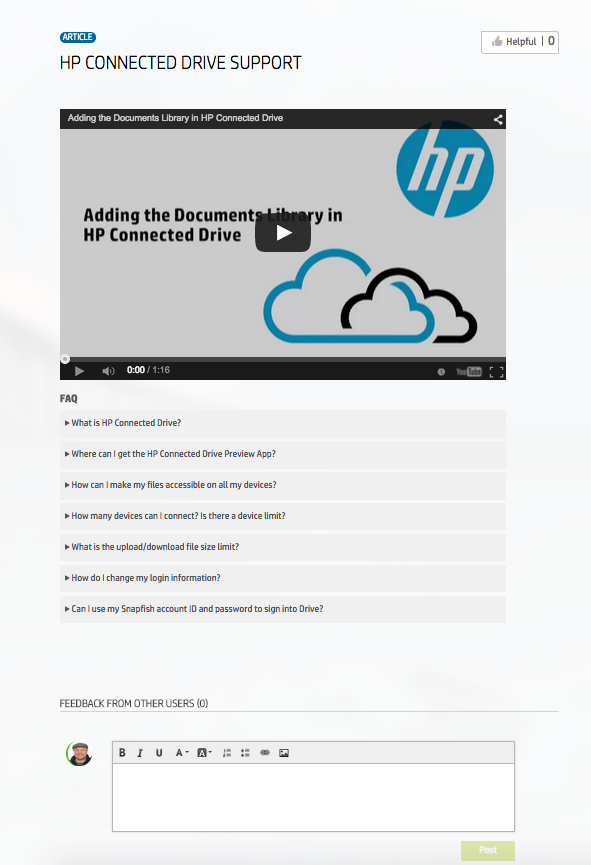 ARTICLE
Helpful | 0
HP CONNECTED DRIVE SUPPORT
Adding the Documents Library in HP Connected Drive
hp
Adding the Documents Library in
HP Connected Drive
0:00 / 1:16
YouTube
FAQ
What is HP Connected Drive?
Where can I get the HP Connected Drive Preview App?
How can I make my files accessible on all my devices?
How many devices can I connect? Is there a device limit?
What is the upload/download file size limit?
How do I change my login information?
Can I use my Snapfish account ID and password to sign into Drive?
FEEDBACK FROM OTHER USERS (0)
B I U A A
Post